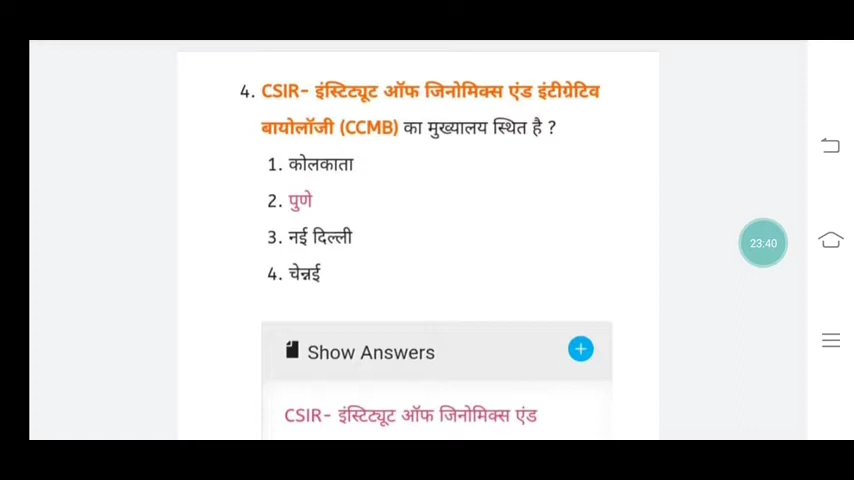 4. CSIR- इंस्टिट्यूट ऑफ जिनोमिक्स एंड इंटीग्रेटिव
बायोलॉजी (CCMB) का मुख्यालय स्थित है ?
1. कोलकाता
2. पुणे
3. नई दिल्ली
4. चेन्नई
23:40
Show Answers
CSIR- इंस्टिट्यूट ऑफ जिनोमिक्स एंड